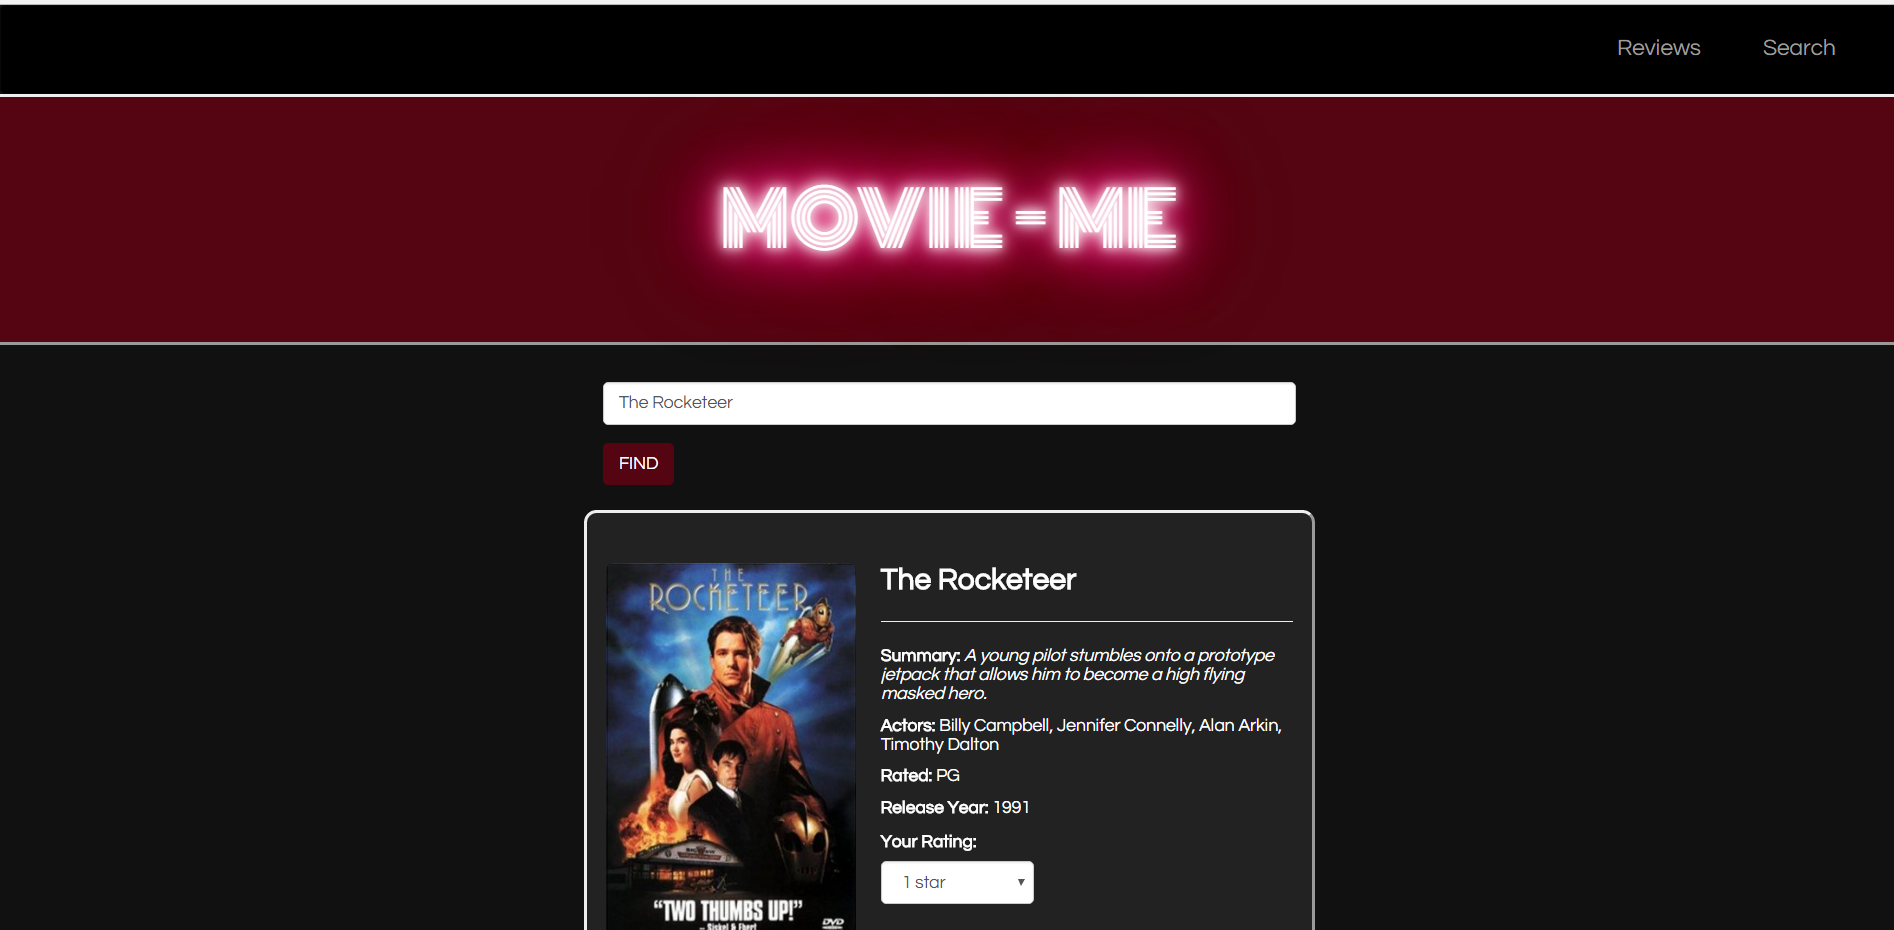 Reviews Search
MOVIE-ME
The Rocketeer
FIND
THE
ROCKETEER
The Rocketeer
Summary: A young pilot stumbles onto a prototype
jetpack that allows him to become a high flying
masked hero.
Actors: Billy Campbell, Jennifer Connelly, Alan Arkin,
Timothy Dalton
Rated: PG
Release Year: 1991
Your Rating:
1 star
"TWO THUMBS UP!"
– Siskel & Ebert
DVD